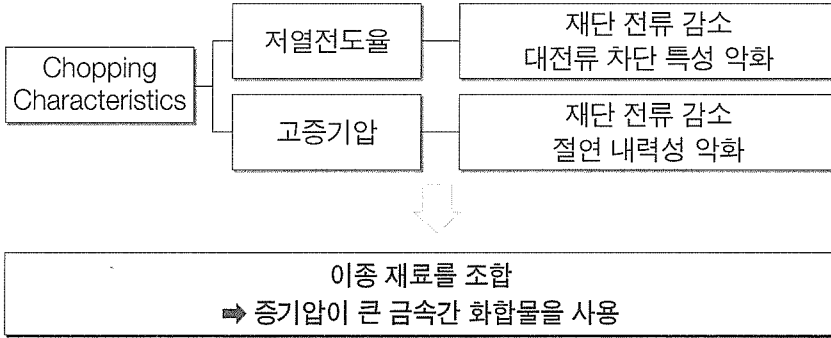 Chopping
Characteristics
저열전도율
재단 전류 감소
대전류 차단 특성 악화
고증기압
재단 전류 감소
절연 내력성 악화
이종 재료를 조합
➡ 증기압이 큰 금속간 화합물을 사용